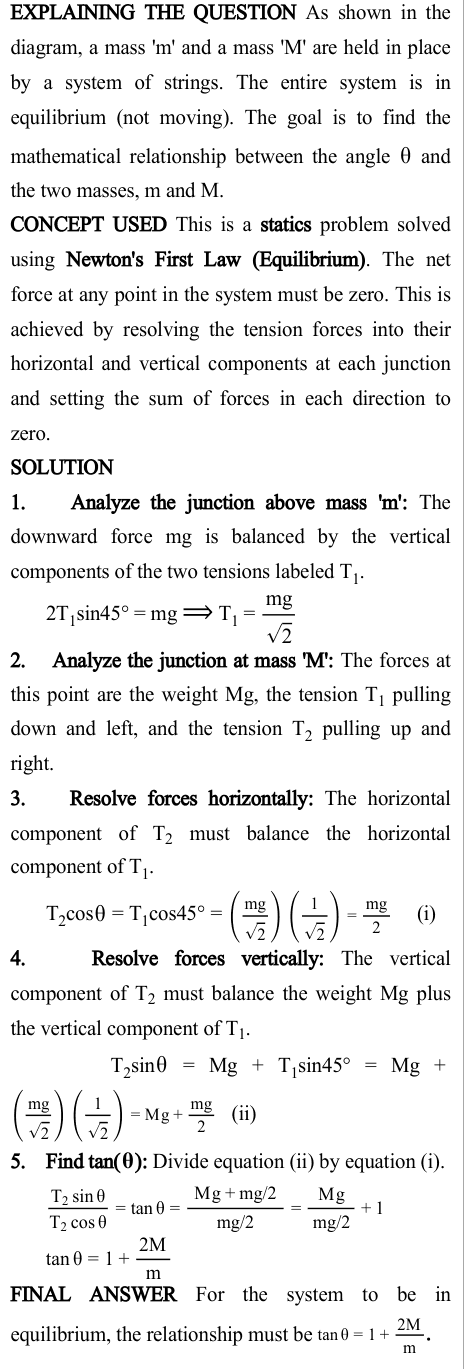 EXPLAINING THE QUESTION As shown in the
diagram, a mass 'm' and a mass 'M' are held in place
by a system of strings. The entire system is in
equilibrium (not moving). The goal is to find the
mathematical relationship between the angle θ and
the two masses, m and M.
CONCEPT USED This is a statics problem solved
using Newton's First Law (Equilibrium). The net
force at any point in the system must be zero. This is
achieved by resolving the tension forces into their
horizontal and vertical components at each junction
and setting the sum of forces in each direction to
zero.
SOLUTION
1. Analyze the junction above mass 'm': The
downward force mg is balanced by the vertical
components of the two tensions labeled T₁.
2T₁sin45° = mg ⟹ T₁ = mg/√2
2. Analyze the junction at mass 'M': The forces at
this point are the weight Mg, the tension T₁ pulling
down and left, and the tension T₂ pulling up and
right.
3. Resolve forces horizontally: The horizontal
component of T₂ must balance the horizontal
component of T₁.
T₂cosθ = T₁cos45° = (mg/√2) (1/√2) = mg/2 (i)
4. Resolve forces vertically: The vertical
component of T₂ must balance the weight Mg plus
the vertical component of T₁.
T₂sinθ = Mg + T₁sin45° = Mg +
(mg/√2) (1/√2) = Mg + mg/2 (ii)
5. Find tan(θ): Divide equation (ii) by equation (i).
T₂ sin θ / T₂ cos θ = tan θ = (Mg + mg/2) / (mg/2) = Mg / (mg/2) + 1
tan θ = 1 + 2M/m
FINAL ANSWER For the system to be in
equilibrium, the relationship must be tan θ = 1 + 2M/m.